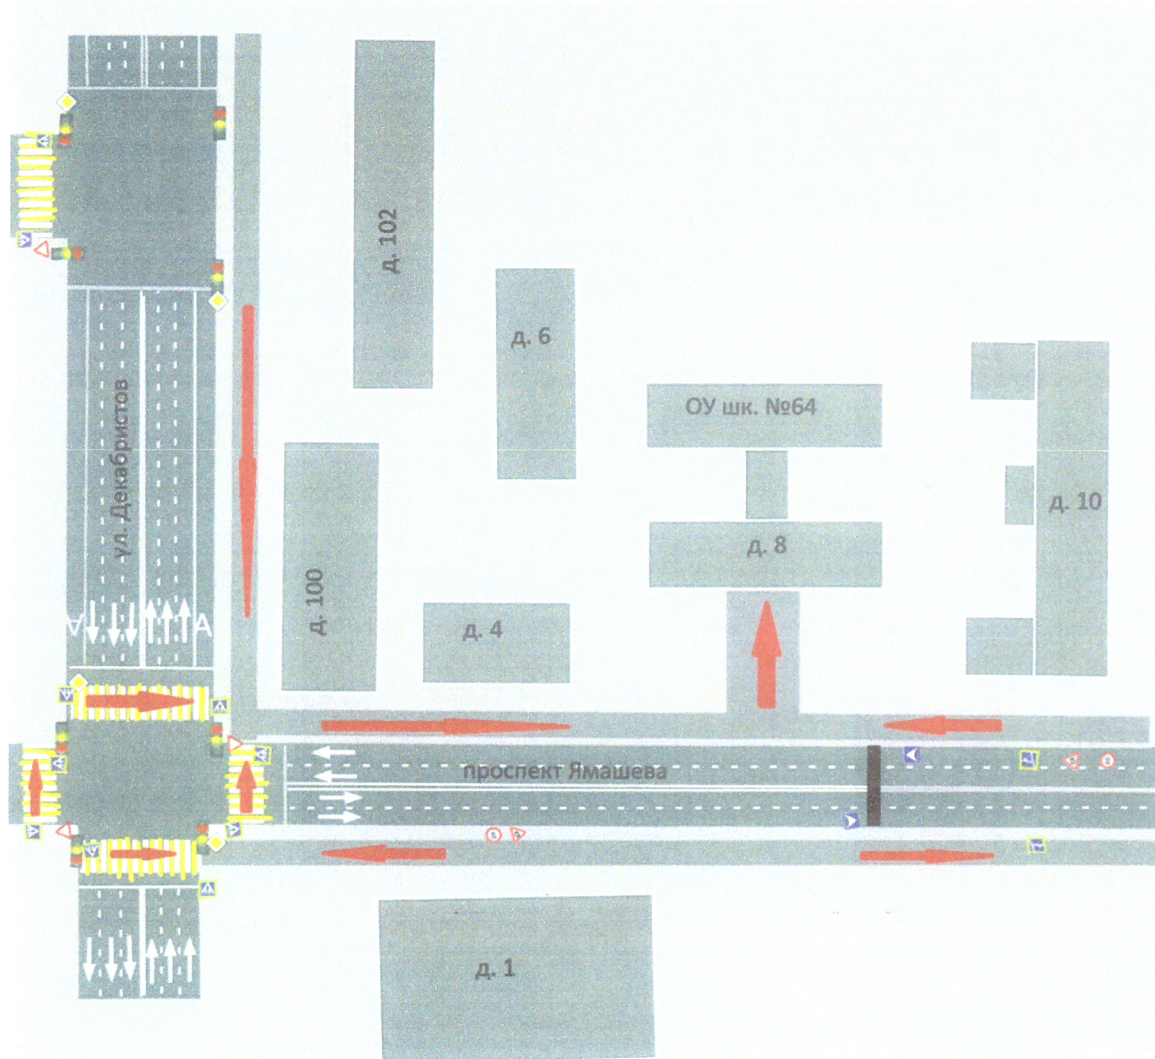 д. 102
д. 6
ОУ шк. №64
ул. Декабристов
д. 10
д. 8
д. 100
д. 4
А
А
проспект Ямашева
д. 1